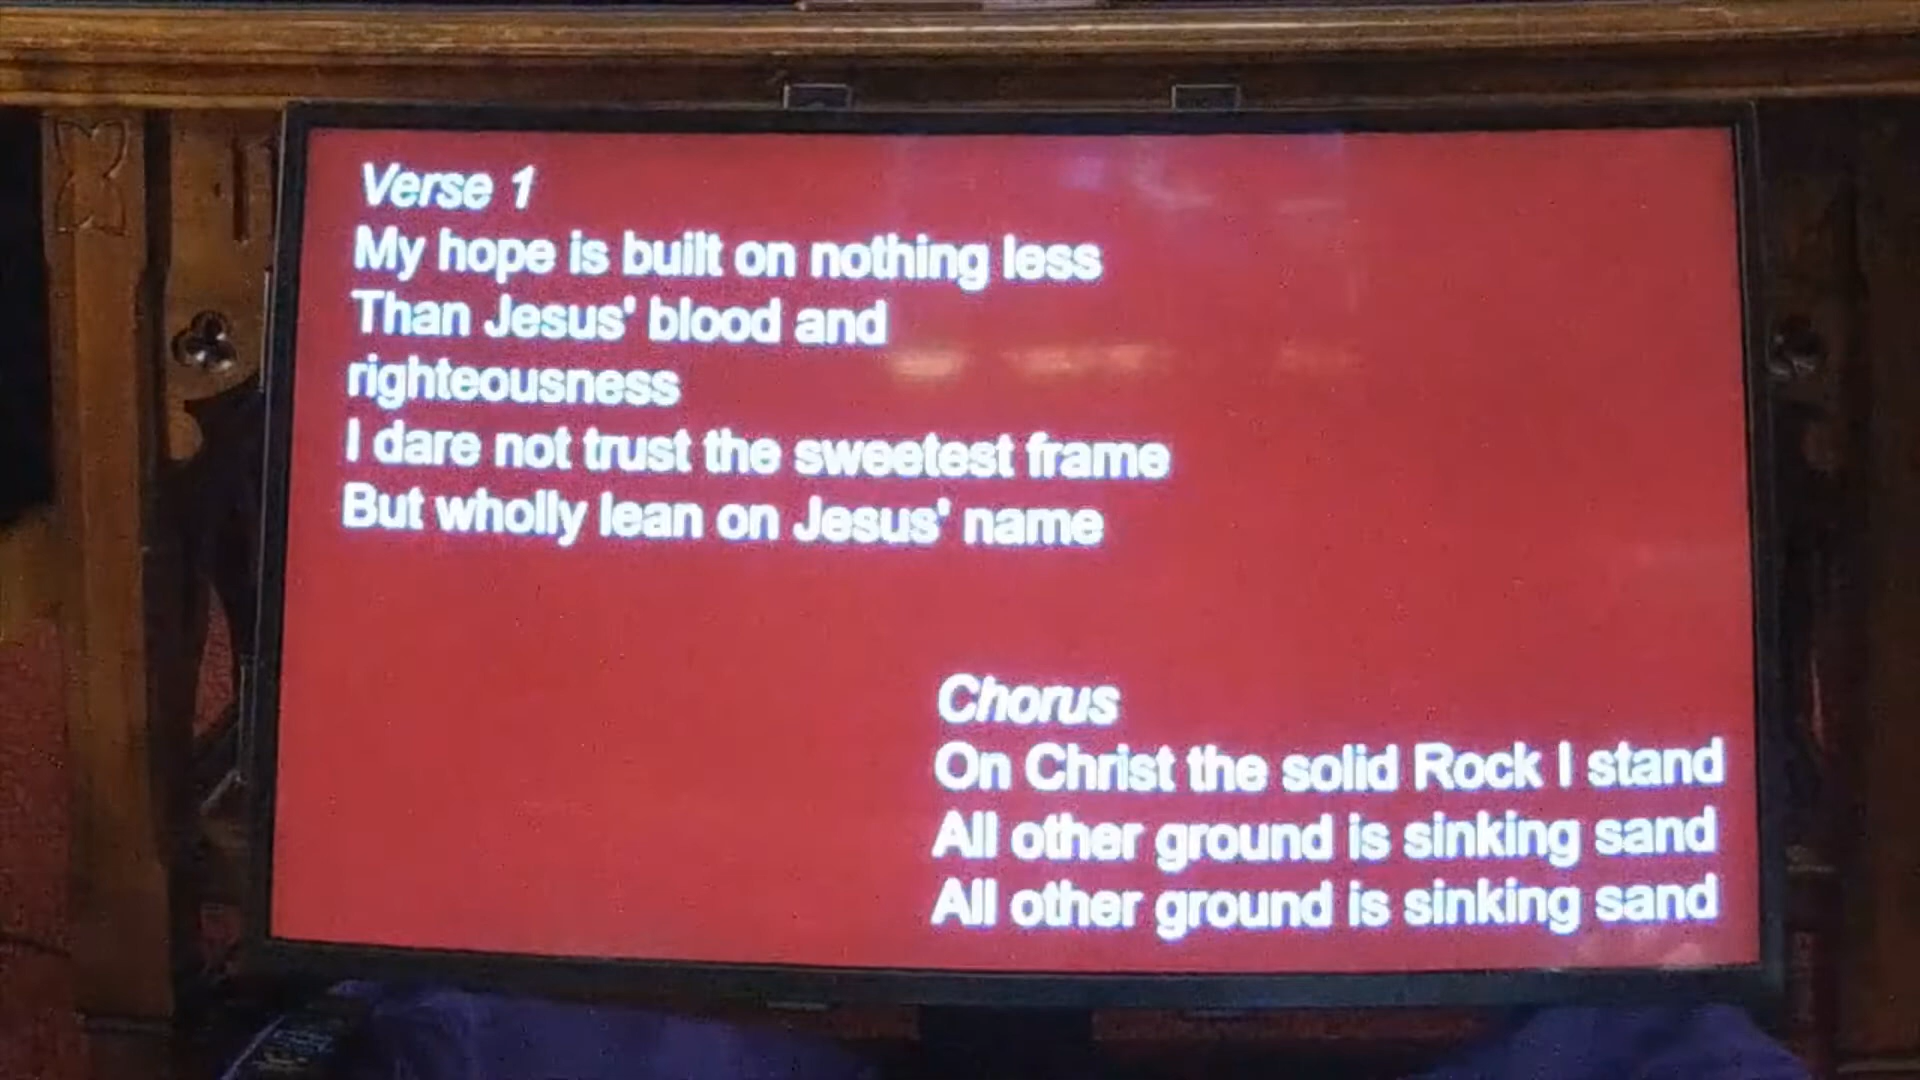 Verse 1
My hope is built on nothing less
Than Jesus' blood and
righteousness
I dare not trust the sweetest frame
But wholly lean on Jesus' name
Chorus
On Christ the solid Rock I stand
All other ground is sinking sand
All other ground is sinking sand